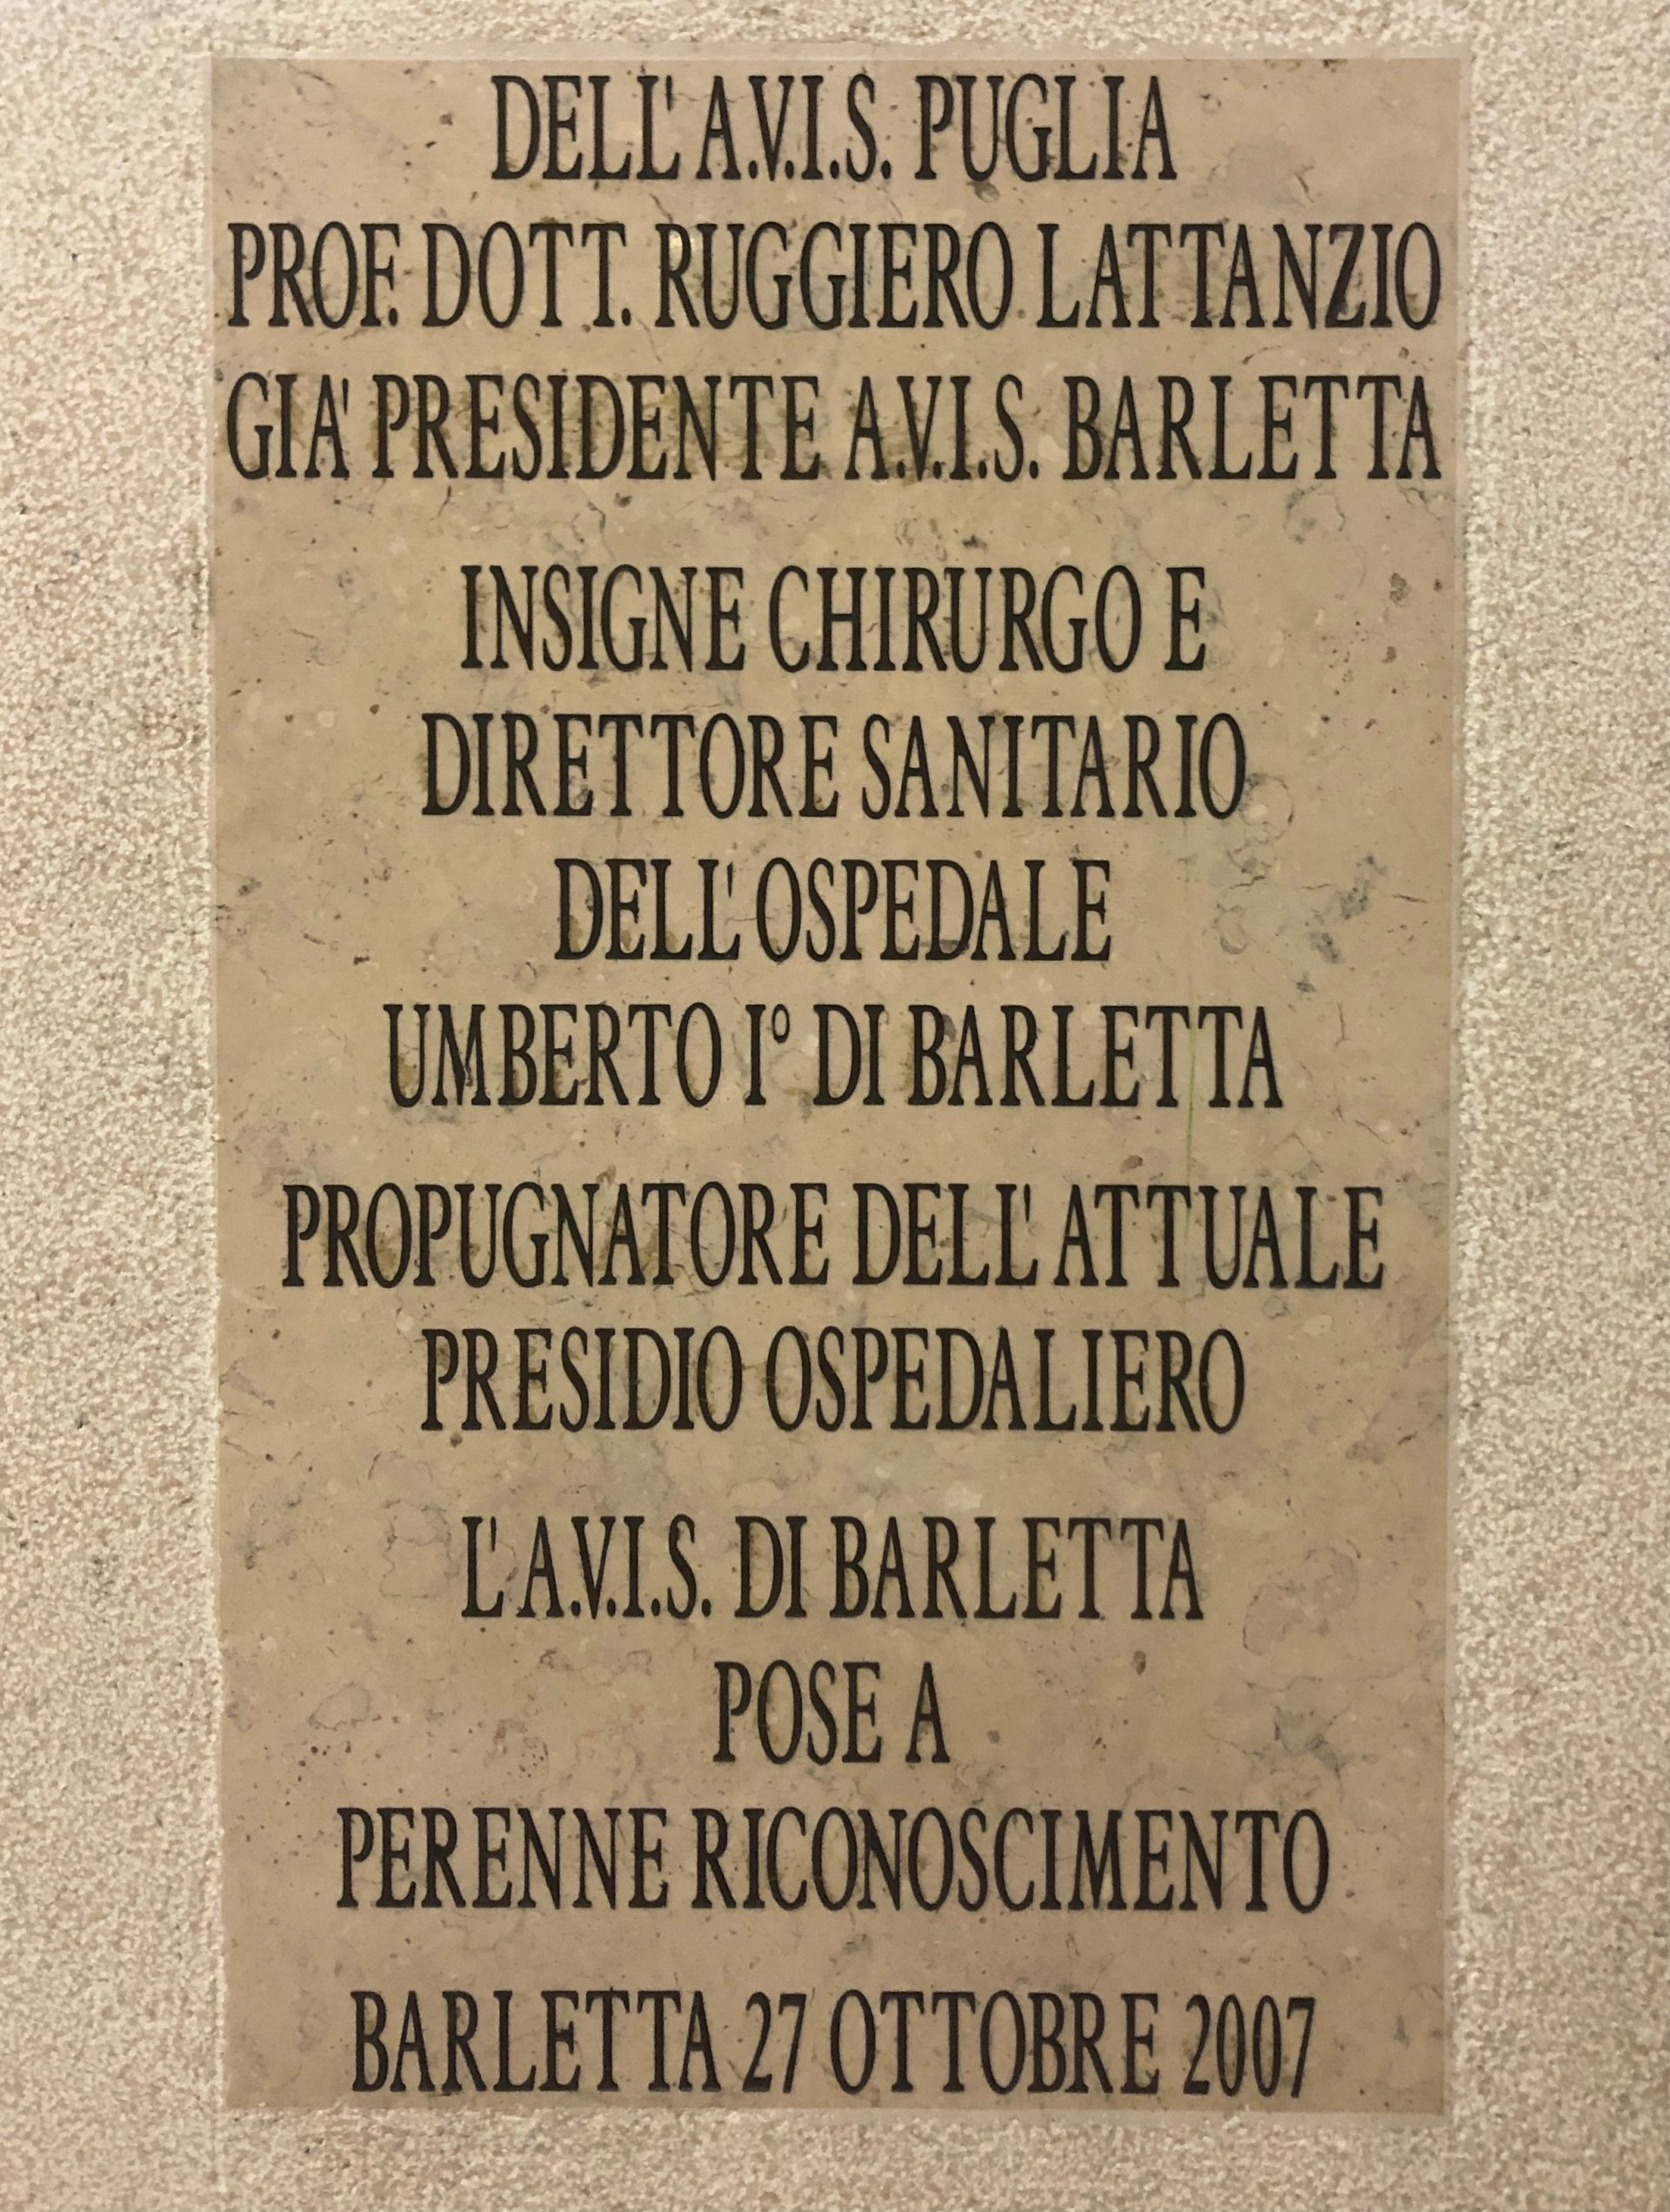 DELL' A.V.I.S. PUGLIA
PROF. DOTT. RUGGIERO LATTANZIO
GIA' PRESIDENTE A.V.I.S. BARLETTA
INSIGNE CHIRURGO E
DIRETTORE SANITARIO
DELL' OSPEDALE
UMBERTO I° DI BARLETTA
PROPUGNATORE DELL' ATTUALE
PRESIDIO OSPEDALIERO
L' A.V.I.S. DI BARLETTA
POSE A
PERENNE RICONOSCIMENTO
BARLETTA 27 OTTOBRE 2007